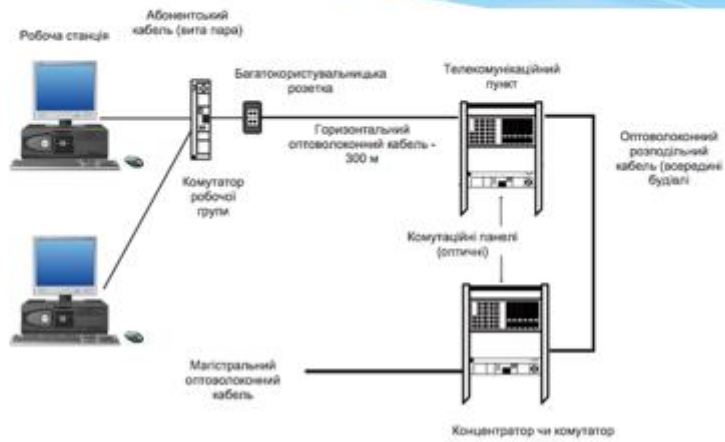 Абонентський
кабель (вита пара)
Робоча станція
Багатокористувальницька
розетка
Телекомунікаційний
пункт
Горизонтальний
оптоволоконний кабель -
300 м
Оптоволоконний
розподільний
кабель (всередині
будівлі
Комутатор
робочої
групи
Комутаційні панелі
(оптичні)
Магістральний
оптоволоконний
кабель
Концентратор чи комутатор